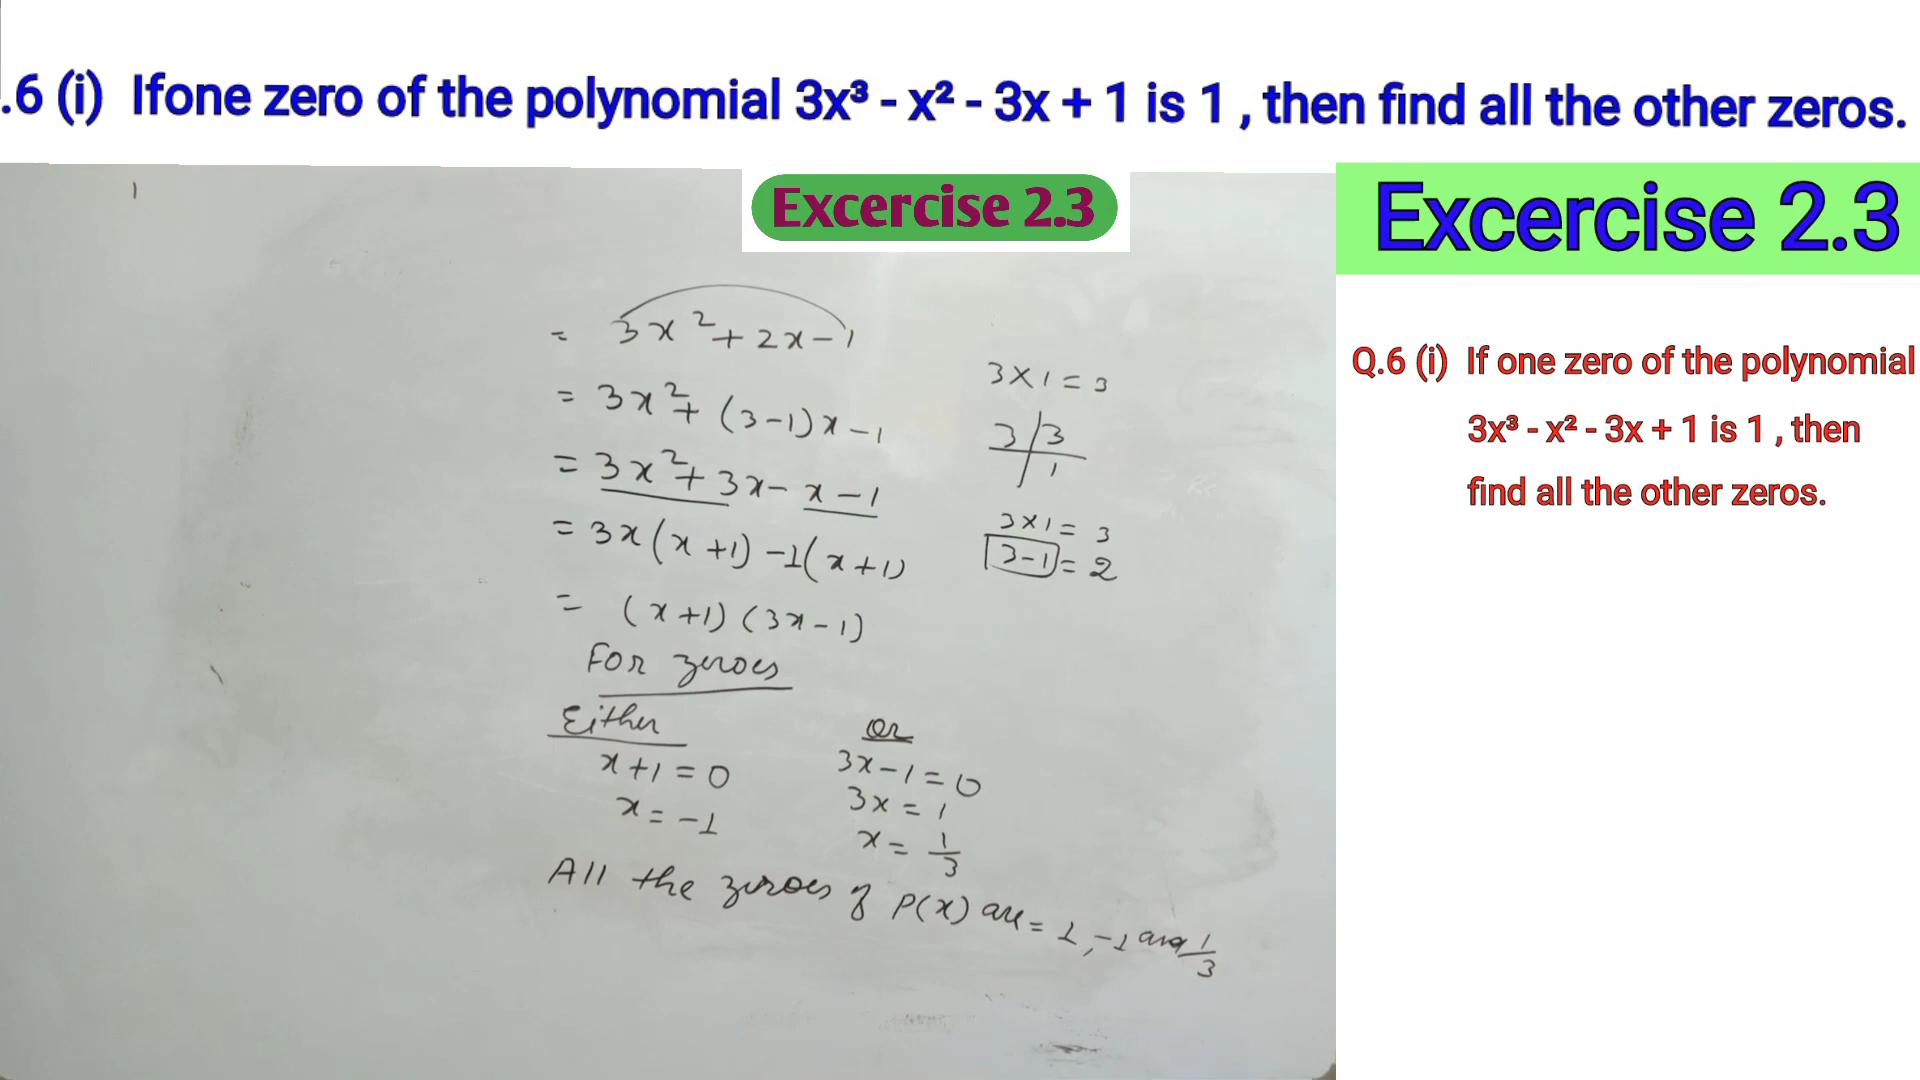 .6 (i) Ifone zero of the polynomial 3x³ - x² - 3x + 1 is 1 , then find all the other zeros.
Excercise 2.3
Excercise 2.3
Q.6 (i) If one zero of the polynomial
3x³ - x² - 3x + 1 is 1 , then
find all the other zeros.
= 3x² + 2x - 1
= 3x² + (3-1)x - 1
= 3x² + 3x - x - 1
= 3x(x+1) -1(x+1)
= (x+1) (3x-1)
3×1=3
3 3
1
3×1= 3
3-1 = 2
For zeroes
Either or
x+1=0 3x-1=0
x=-1 3x=1
x= 1/3
All the zeroes of P(x) are = 1, -1 and 1/3